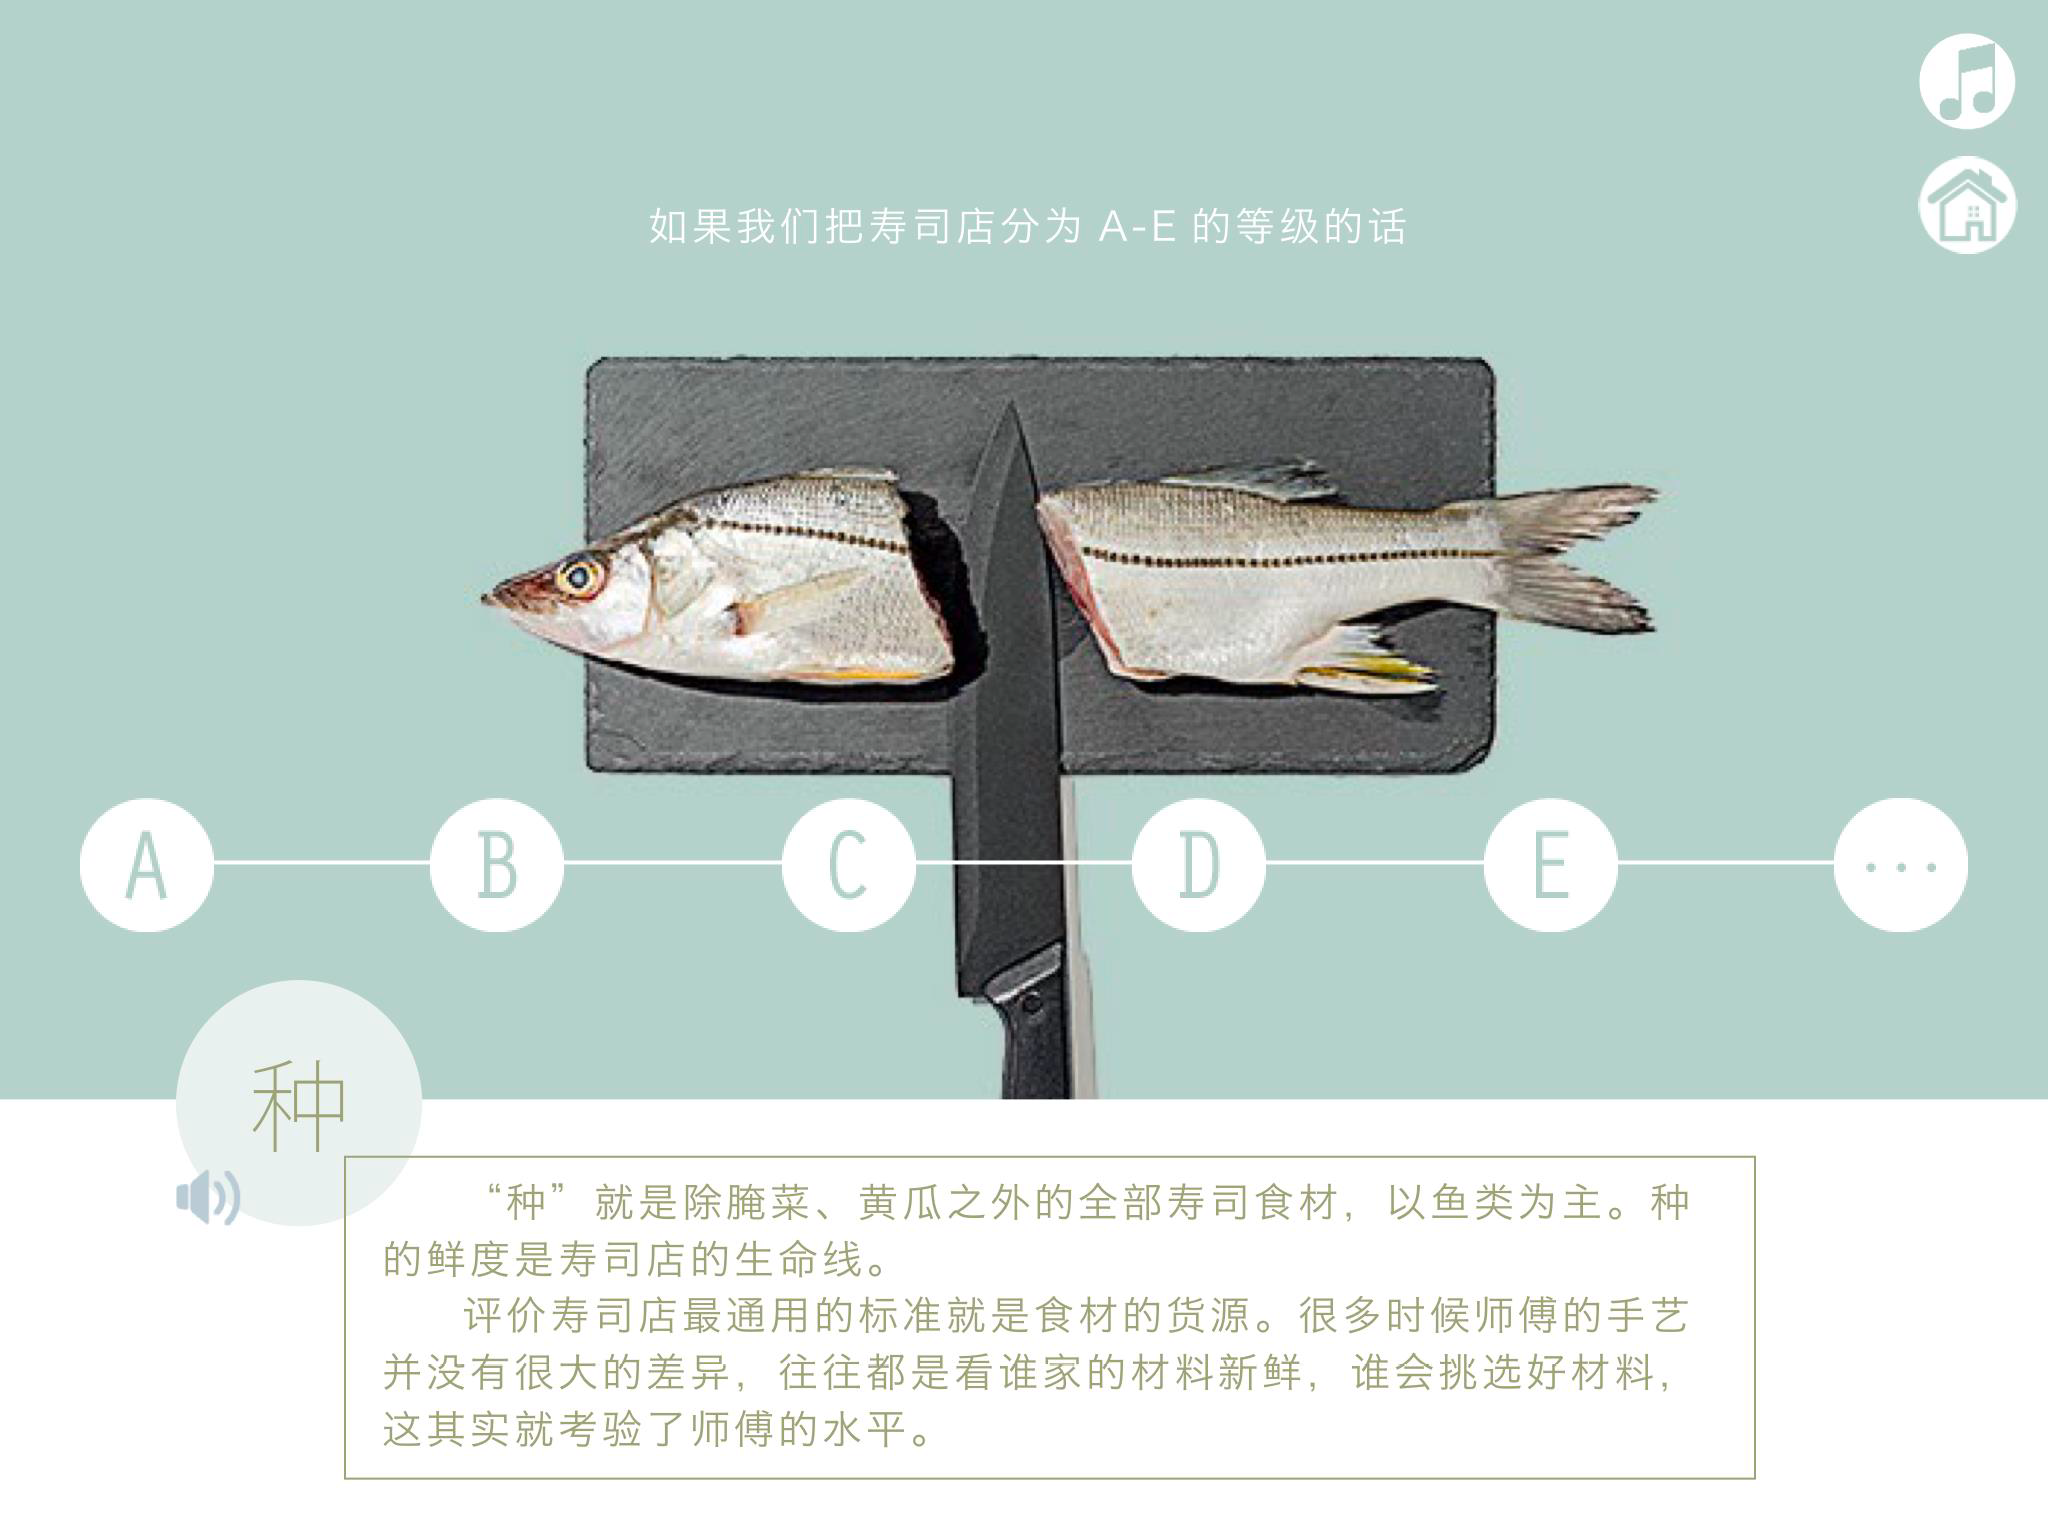 如果我们把寿司店分为 A-E 的等级的话
A
B
C
D
E
···
种
“种”就是除腌菜、黄瓜之外的全部寿司食材，以鱼类为主。种
的鲜度是寿司店的生命线。
评价寿司店最通用的标准就是食材的货源。很多时候师傅的手艺
并没有很大的差异，往往都是看谁家的材料新鲜，谁会挑选好材料，
这其实就考验了师傅的水平。